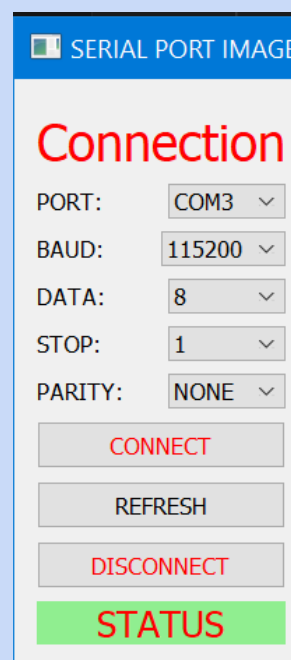 SERIAL PORT IMAGE
Connection
PORT: COM3
BAUD: 115200
DATA: 8
STOP: 1
PARITY: NONE
CONNECT
REFRESH
DISCONNECT
STATUS